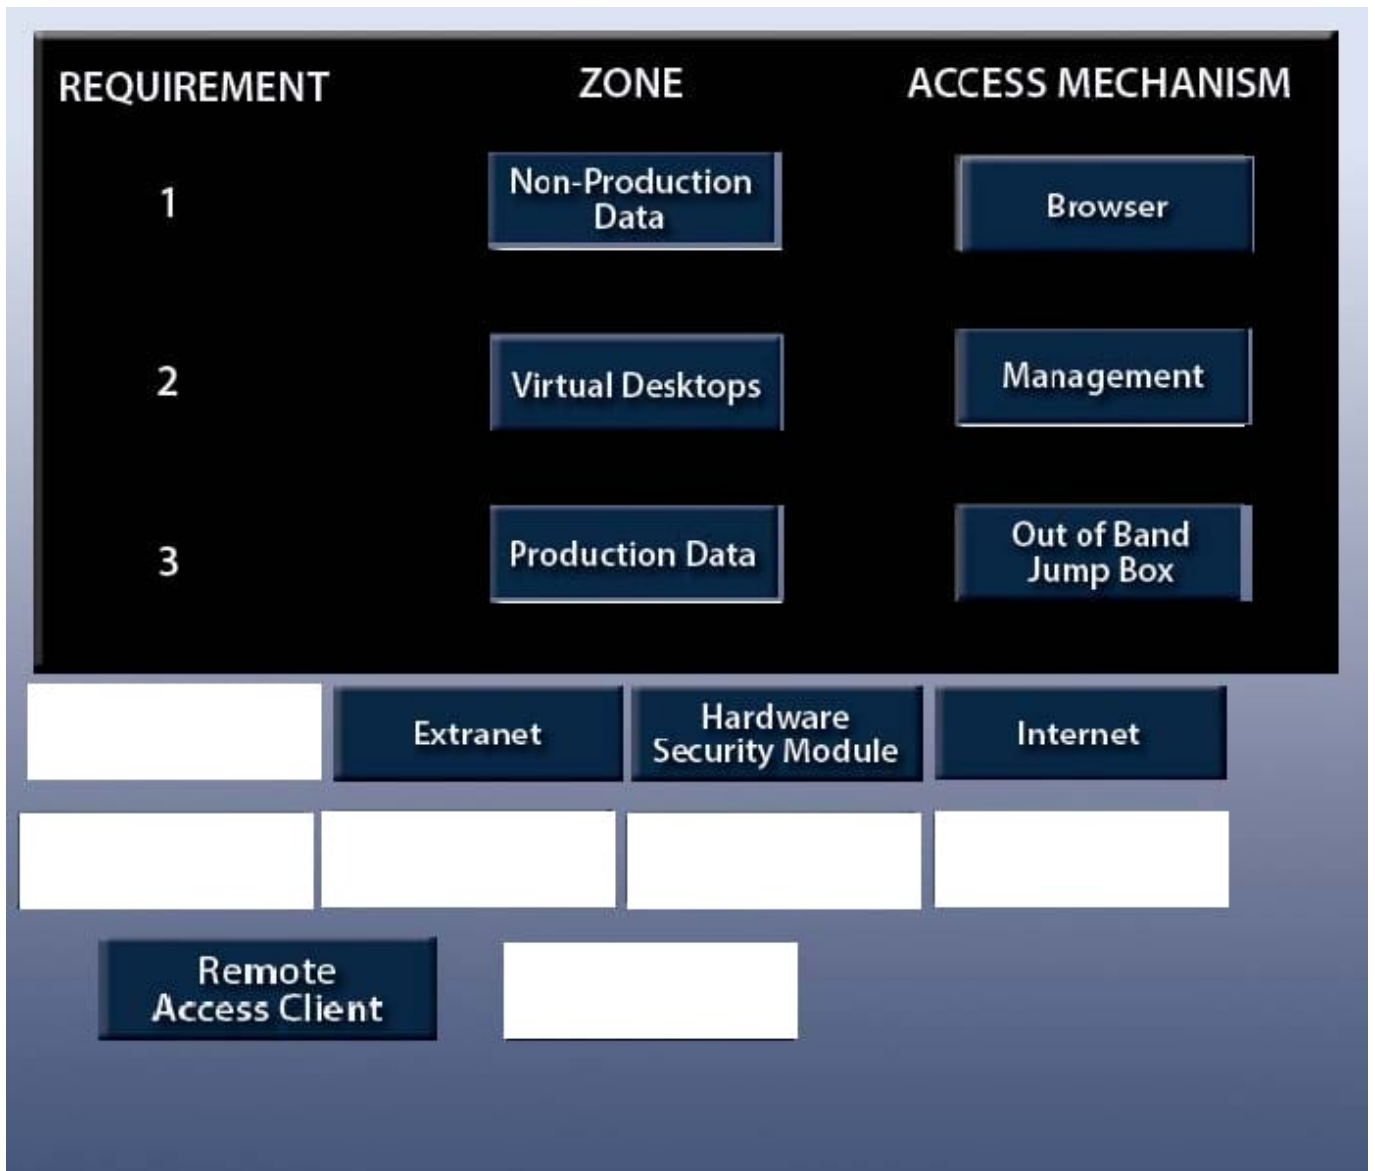 REQUIREMENT ZONE ACCESS MECHANISM
1
Non-Production
Data
Browser
2
Virtual Desktops
Management
3
Production Data
Out of Band
Jump Box
Extranet
Hardware
Security Module
Internet
Remote
Access Client